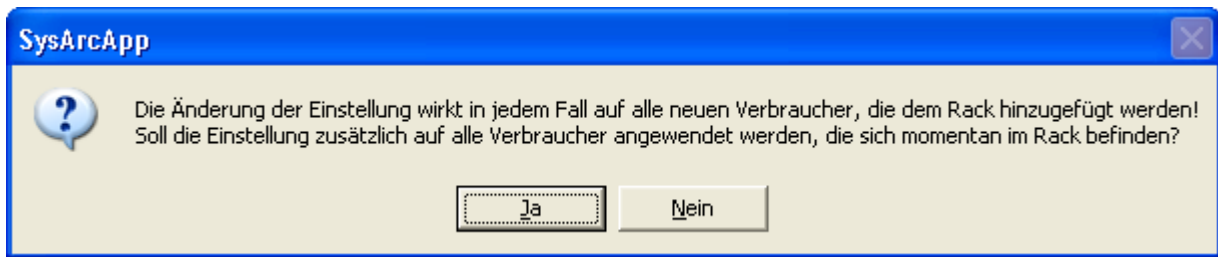 SysArcApp
Die Änderung der Einstellung wirkt in jedem Fall auf alle neuen Verbraucher, die dem Rack hinzugefügt werden!
Soll die Einstellung zusätzlich auf alle Verbraucher angewendet werden, die sich momentan im Rack befinden?
Ja
Nein